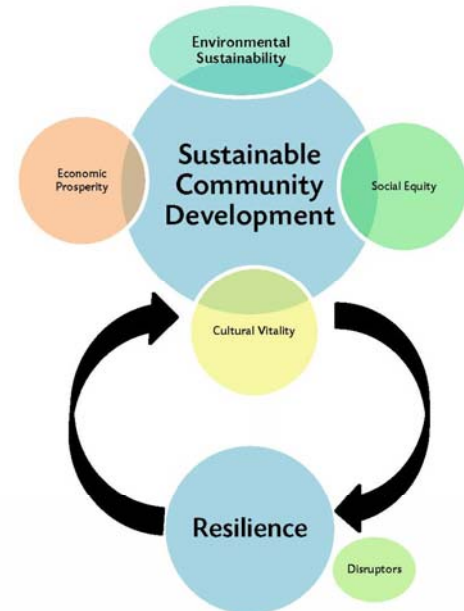 Environmental
Sustainability
Sustainable
Community
Development
Economic
Prosperity
Social Equity
Cultural Vitality
Resilience
Disruptors